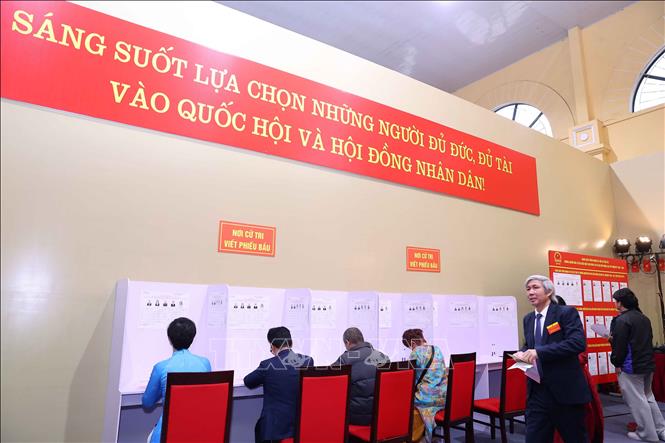 SÁNG SUỐT LỰA CHỌN NHỮNG NGƯỜI ĐỦ ĐỨC, ĐỦ TÀI
VÀO QUỐC HỘI VÀ HỘI ĐỒNG NHÂN DÂN!
NƠI CỬ TRI
VIẾT PHIẾU BẦU
NƠI CỬ TRI
VIẾT PHIẾU BẦU